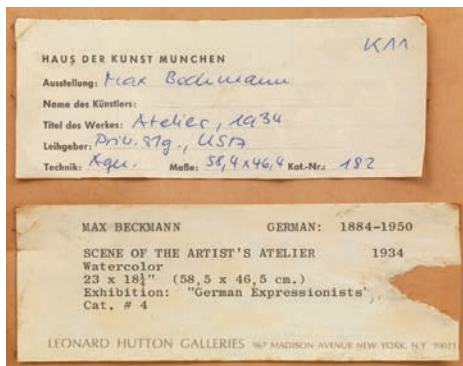 K11
HAUS DER KUNST MÜNCHEN
Ausstellung: Max Beckmann
Name des Künstlers:
Titel des Werkes: Atelier, 1934
Leihgeber: Priv. Slg., USA
Technik: Aqu. Maße: 58,4 x 46,4 Kat.-Nr.: 182
MAX BECKMANN GERMAN: 1884-1950
SCENE OF THE ARTIST'S ATELIER 1934
Watercolor
23 x 18¼" (58,5 x 46,5 cm.)
Exhibition: "German Expressionists",
Cat. # 4
LEONARD HUTTON GALLERIES 967 MADISON AVENUE NEW YORK, N.Y. 10021